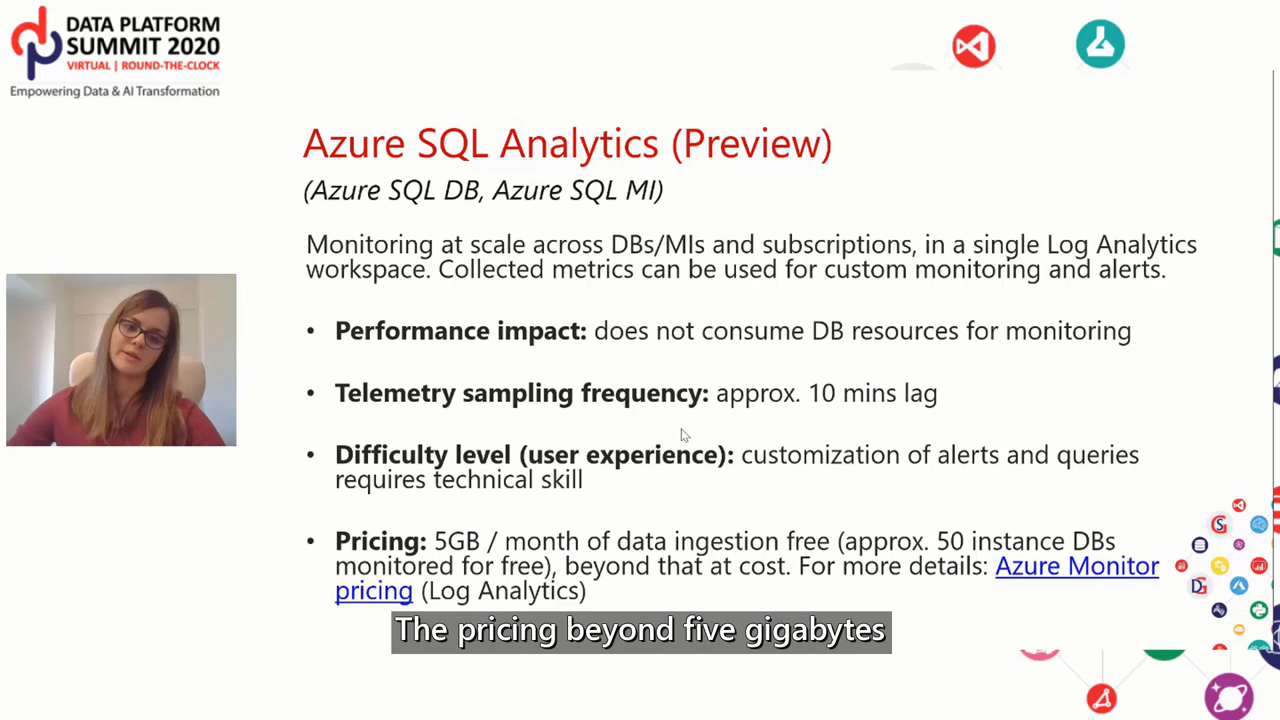 DATA PLATFORM
SUMMIT 2020
VIRTUAL | ROUND-THE-CLOCK
Empowering Data & AI Transformation
Azure SQL Analytics (Preview)
(Azure SQL DB, Azure SQL MI)
Monitoring at scale across DBs/MIs and subscriptions, in a single Log Analytics
workspace. Collected metrics can be used for custom monitoring and alerts.
• Performance impact: does not consume DB resources for monitoring
• Telemetry sampling frequency: approx. 10 mins lag
• Difficulty level (user experience): customization of alerts and queries
requires technical skill
• Pricing: 5GB / month of data ingestion free (approx. 50 instance DBs
monitored for free), beyond that at cost. For more details: Azure Monitor
pricing (Log Analytics)
The pricing beyond five gigabytes